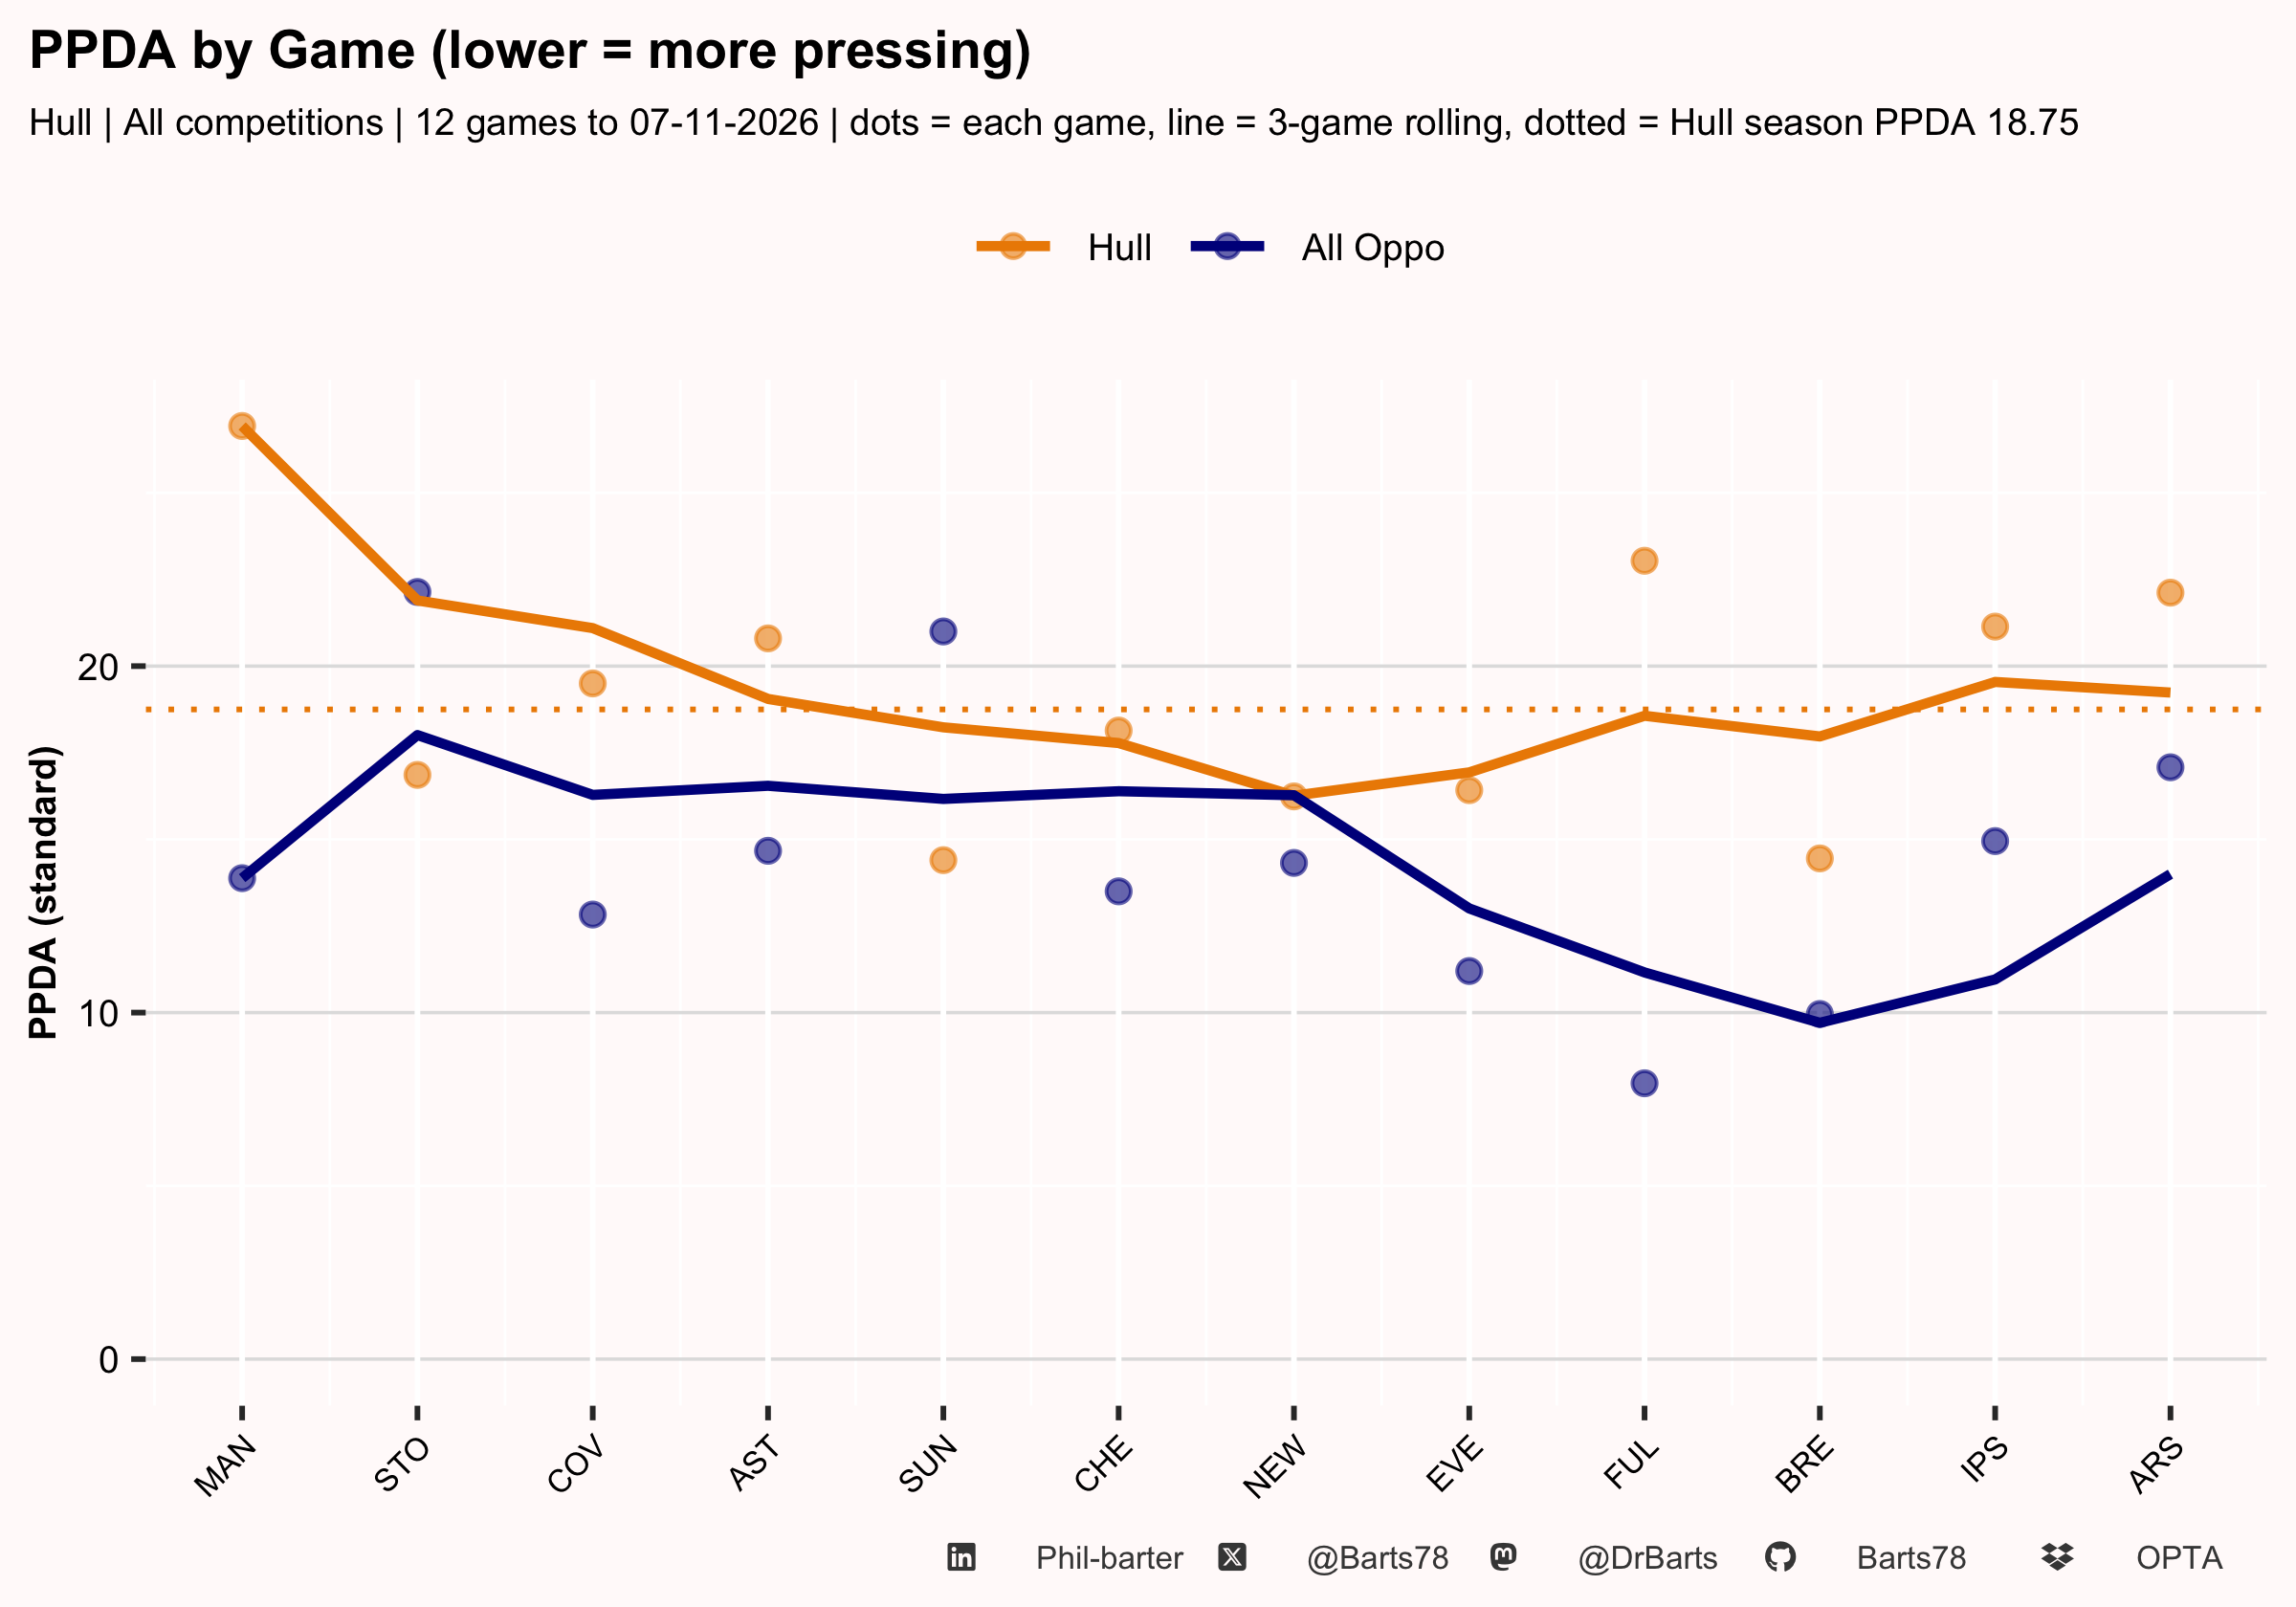 PPDA by Game (lower = more pressing)
Hull | All competitions | 12 games to 07-11-2026 | dots = each game, line = 3-game rolling, dotted = Hull season PPDA 18.75
Hull
All Oppo
PPDA (standard)
20
10
0
MAN
STO
COV
AST
SUN
CHE
NEW
EVE
FUL
BRE
IPS
ARS
Phil-barter @Barts78 @DrBarts Barts78 OPTA